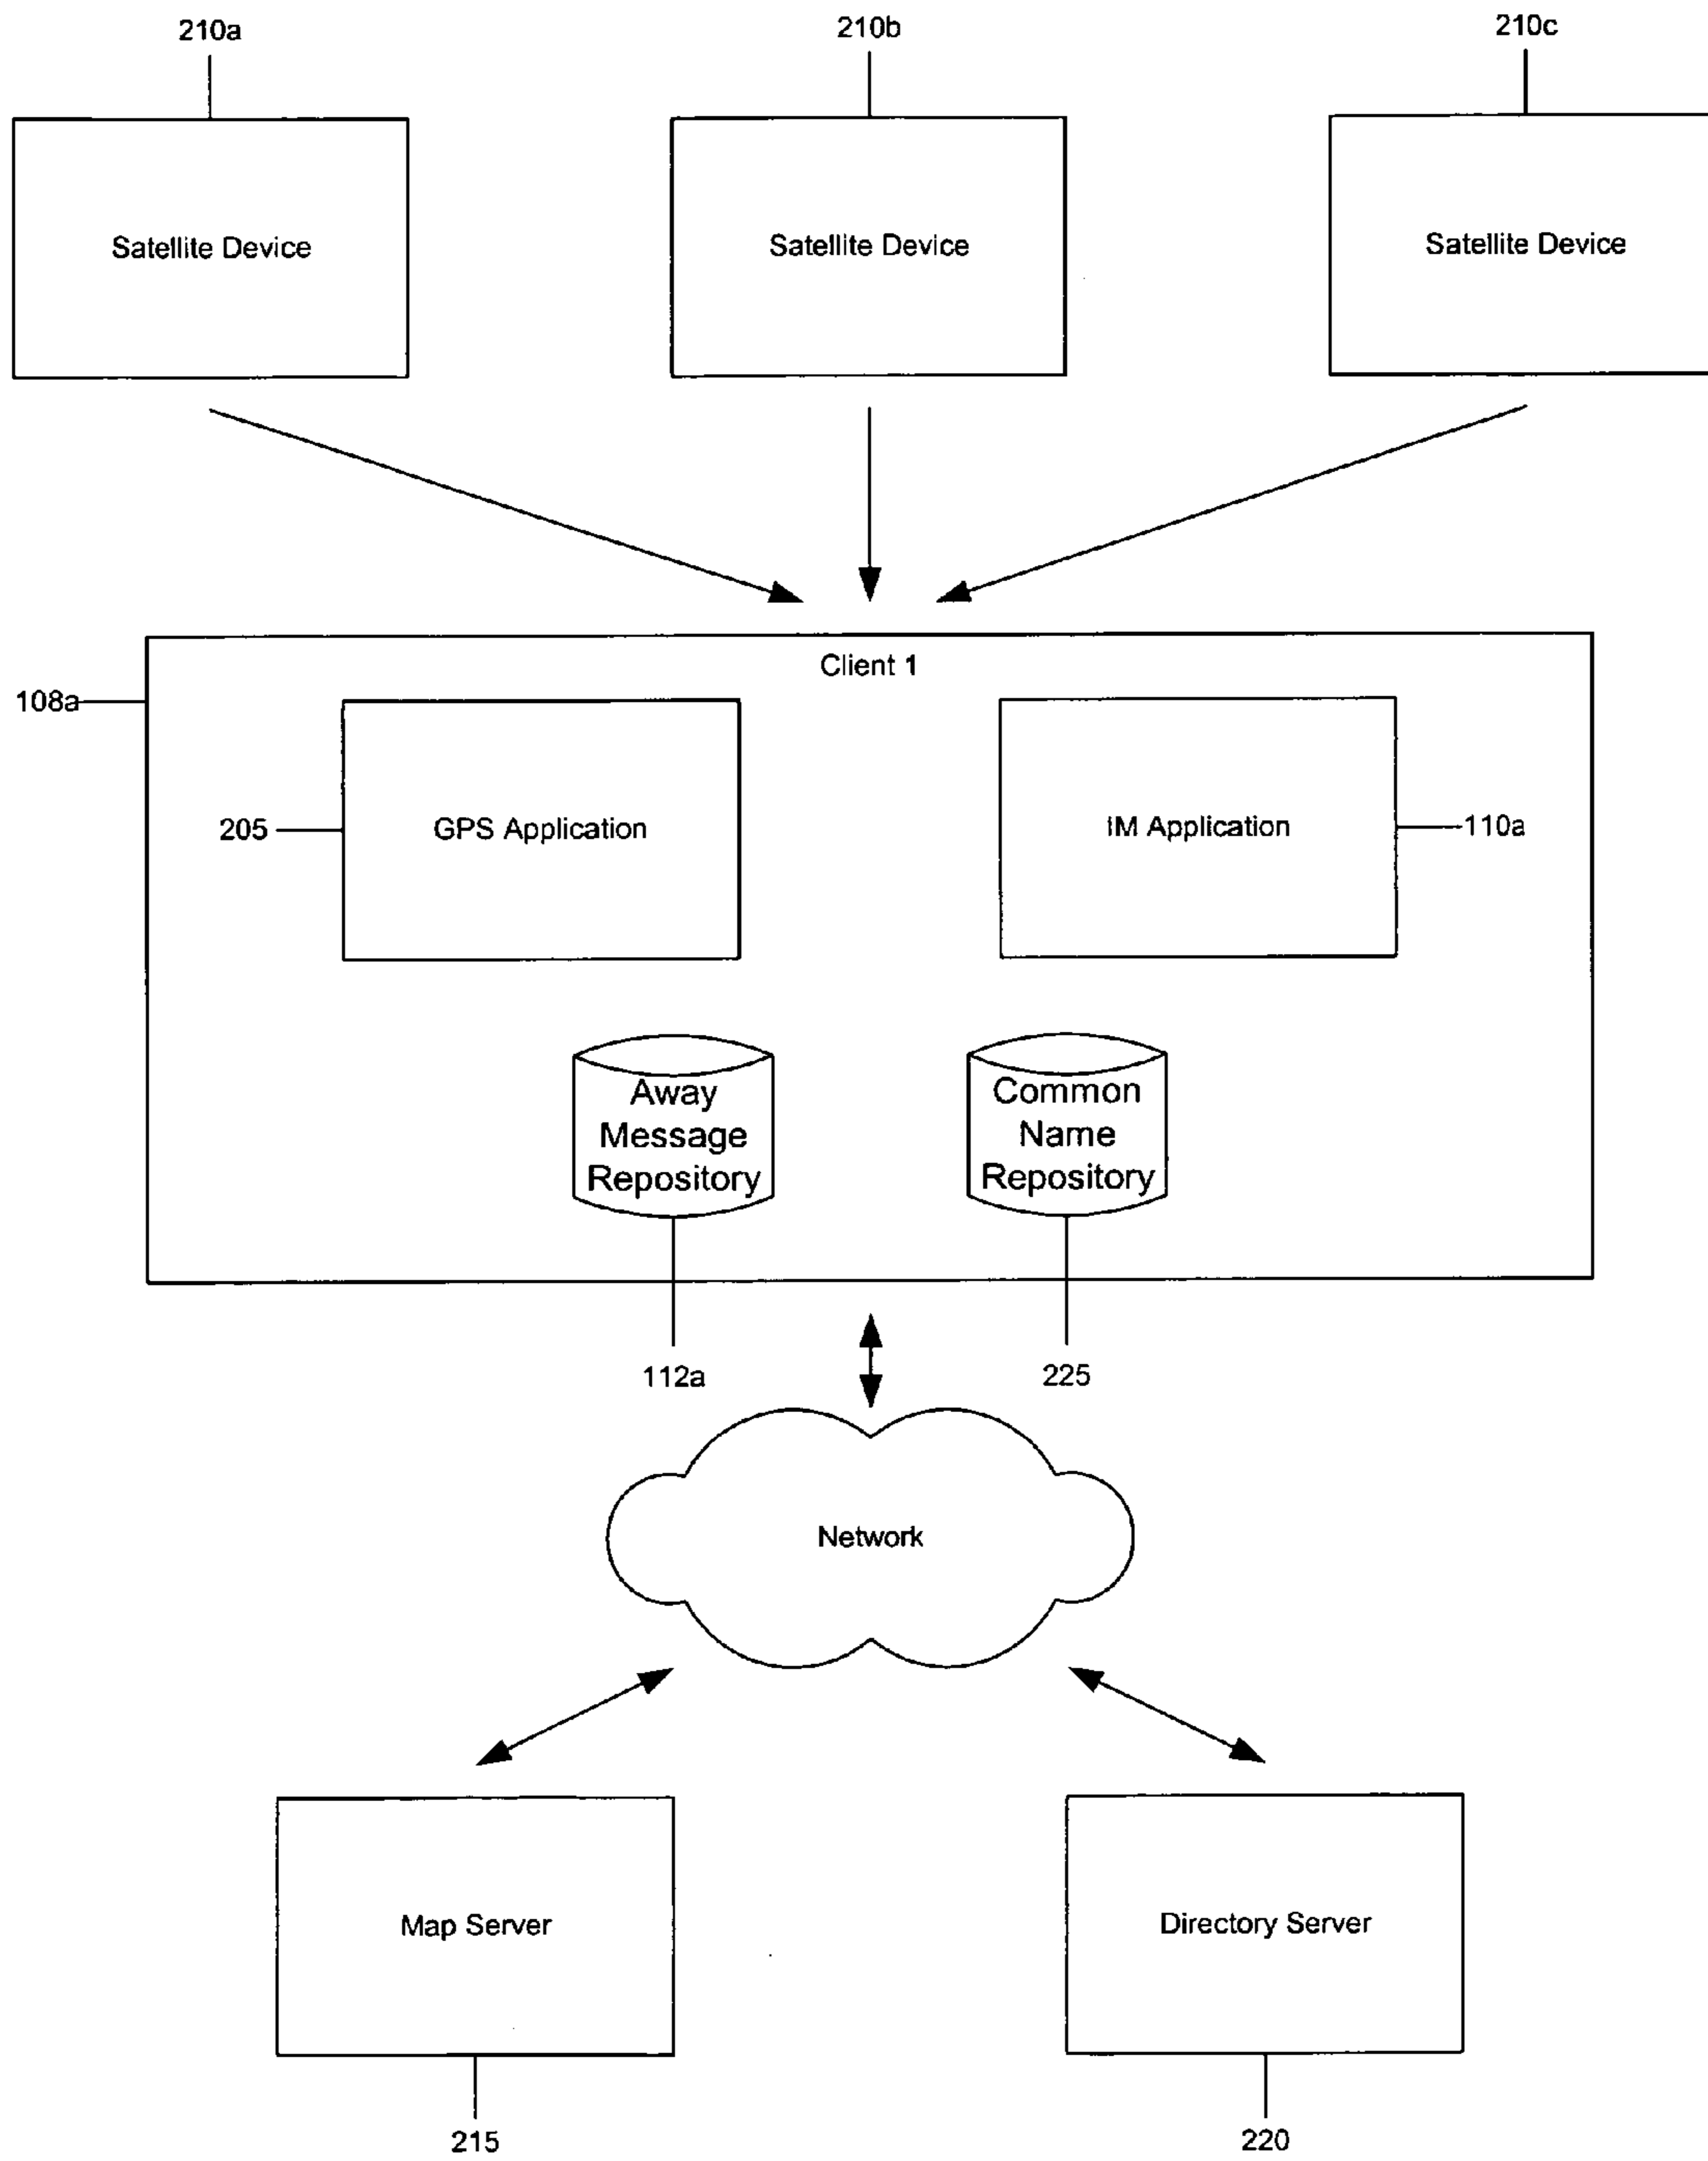 210a
210b
210c
Satellite Device
Satellite Device
Satellite Device
Client 1
108a
205
GPS Application
IM Application
110a
Away
Message
Repository
Common
Name
Repository
112a
225
Network
Map Server
Directory Server
215
220